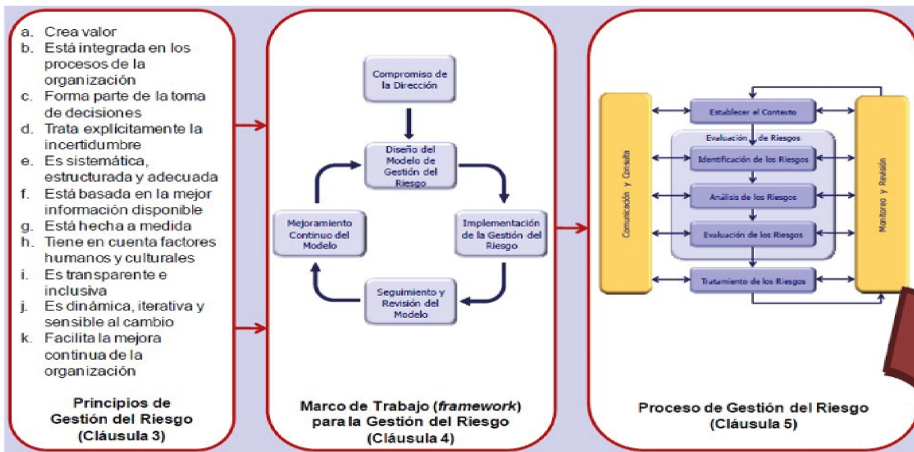 a. Crea valor
b. Está integrada en los
procesos de la
organización
c. Forma parte de la toma
de decisiones
d. Trata explícitamente la
incertidumbre
e. Es sistemática,
estructurada y adecuada
f. Está basada en la mejor
información disponible
g. Está hecha a medida
h. Tiene en cuenta factores
humanos y culturales
i. Es transparente e
inclusiva
j. Es dinámica, iterativa y
sensible al cambio
k. Facilita la mejora
continua de la
organización
Principios de
Gestión del Riesgo
(Cláusula 3)
Compromiso de
la Dirección
Diseño del
Modelo de
Gestión del
Riesgo
Mejoramiento
Continuo del
Modelo
Implementación
de la Gestión del
Riesgo
Seguimiento y
Revisión del
Modelo
Marco de Trabajo (framework)
para la Gestión del Riesgo
(Cláusula 4)
Comunicación y Consulta
Establecer el Contexto
Evaluación de Riesgos
Identificación de los Riesgos
Análisis de los Riesgos
Evaluación de los Riesgos
Tratamiento de los Riesgos
Monitoreo y Revisión
Proceso de Gestión del Riesgo
(Cláusula 5)